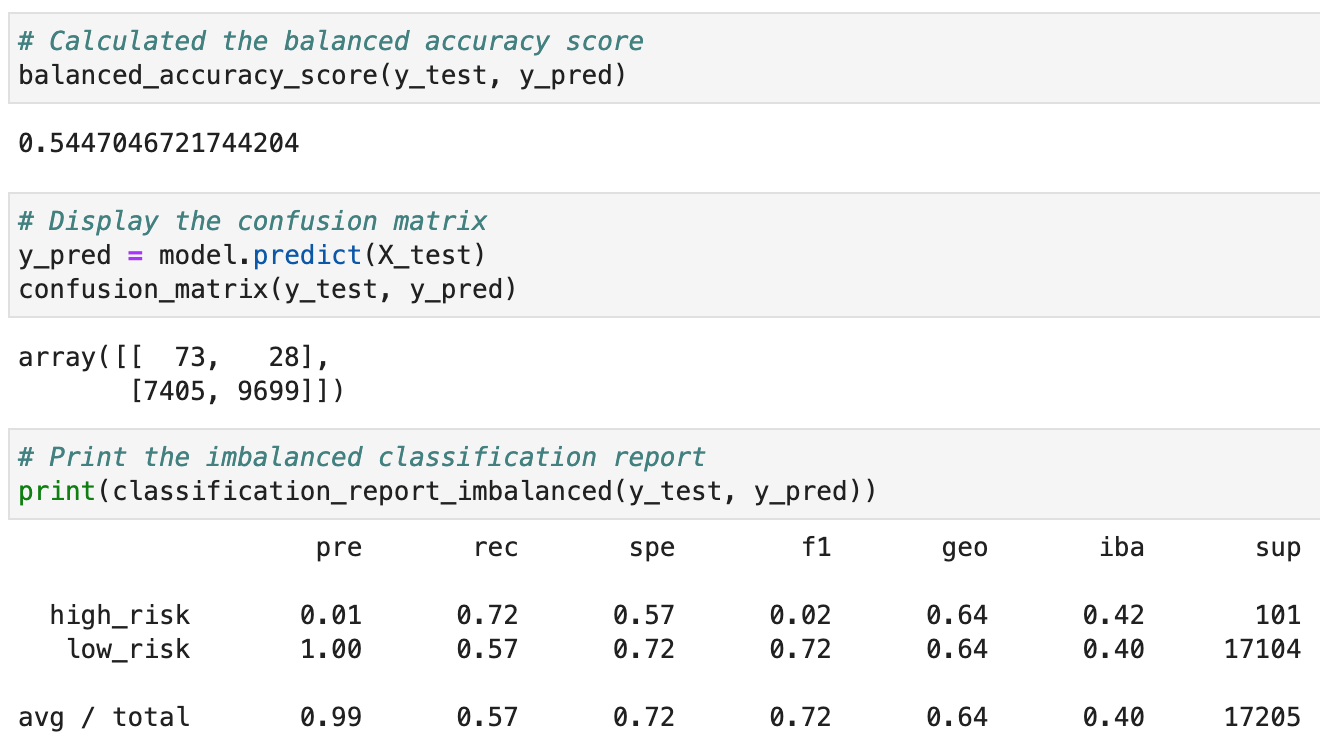 # Calculated the balanced accuracy score
balanced_accuracy_score(y_test, y_pred)
0.5447046721744204
# Display the confusion matrix
y_pred = model.predict(X_test)
confusion_matrix(y_test, y_pred)
array([[  73,   28],
       [7405, 9699]])
# Print the imbalanced classification report
print(classification_report_imbalanced(y_test, y_pred))
                   pre       rec       spe        f1       geo       iba       sup
  high_risk       0.01      0.72      0.57      0.02      0.64      0.42       101
   low_risk       1.00      0.57      0.72      0.72      0.64      0.40     17104
avg / total       0.99      0.57      0.72      0.72      0.64      0.40     17205